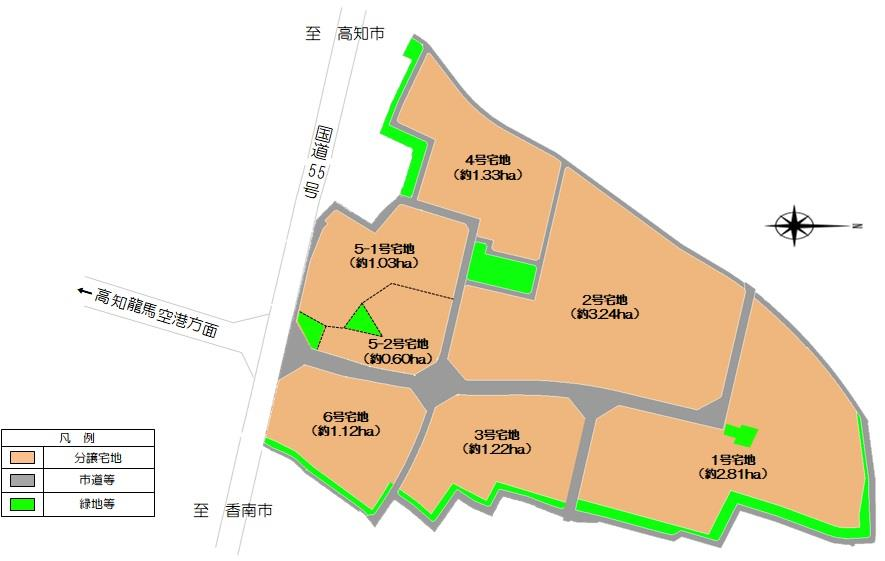 至 高知市
国道55号
4号宅地
(約1.33ha)
5-1号宅地
(約1.03ha)
2号宅地
(約3.24ha)
N
←高知龍馬空港方面
5-2号宅地
(約0.60ha)
6号宅地
(約1.12ha)
3号宅地
(約1.22ha)
1号宅地
(約2.81ha)
凡 例
分譲宅地
市道等
緑地等
至 香南市